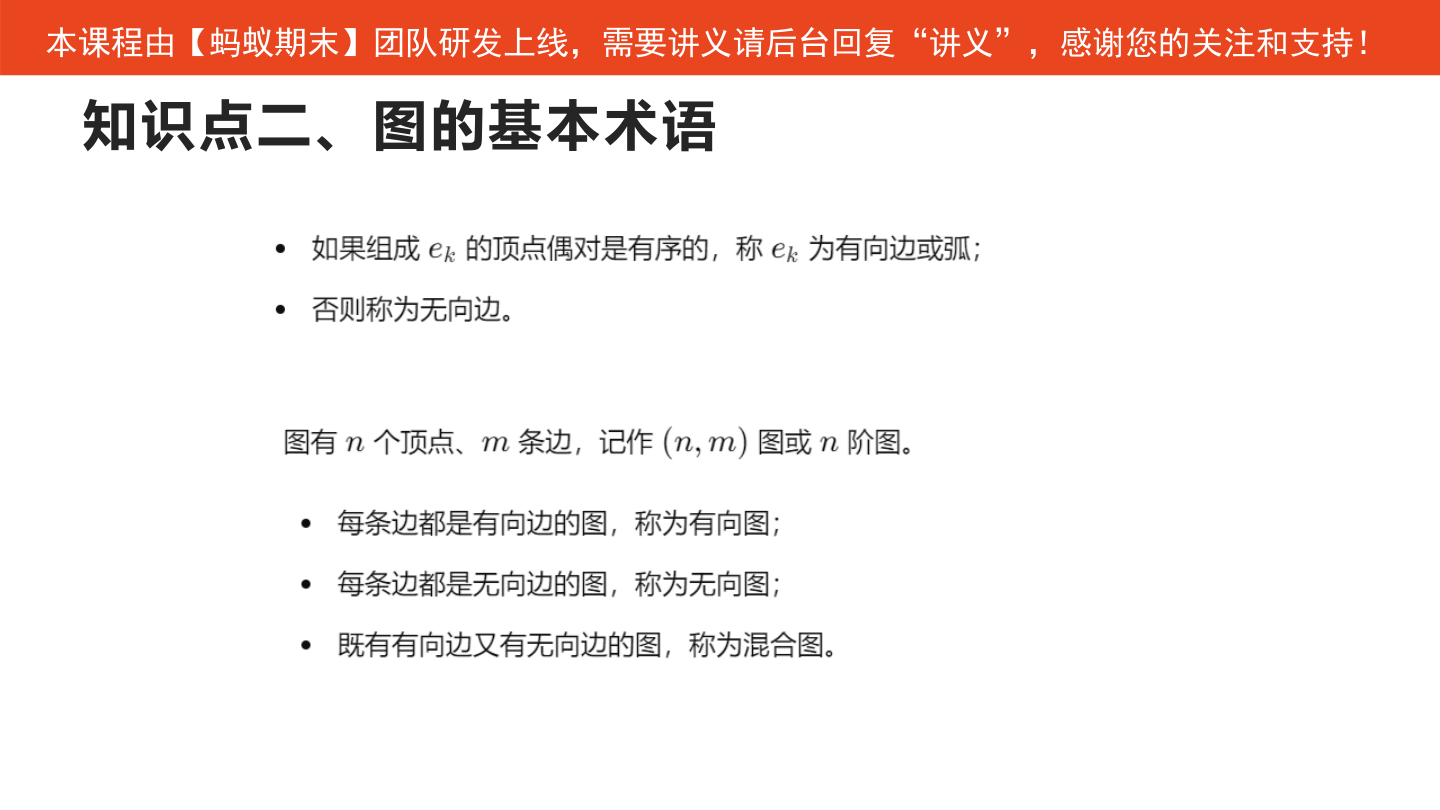 本课程由【蚂蚁期末】团队研发上线，需要讲义请后台回复“讲义”，感谢您的关注和支持！
知识点二、图的基本术语
• 如果组成 e_k 的顶点偶对是有序的，称 e_k 为有向边或弧；
• 否则称为无向边。
图有 n 个顶点、m 条边，记作 (n, m) 图或 n 阶图。
• 每条边都是有向边的图，称为有向图；
• 每条边都是无向边的图，称为无向图；
• 既有有向边又有无向边的图，称为混合图。